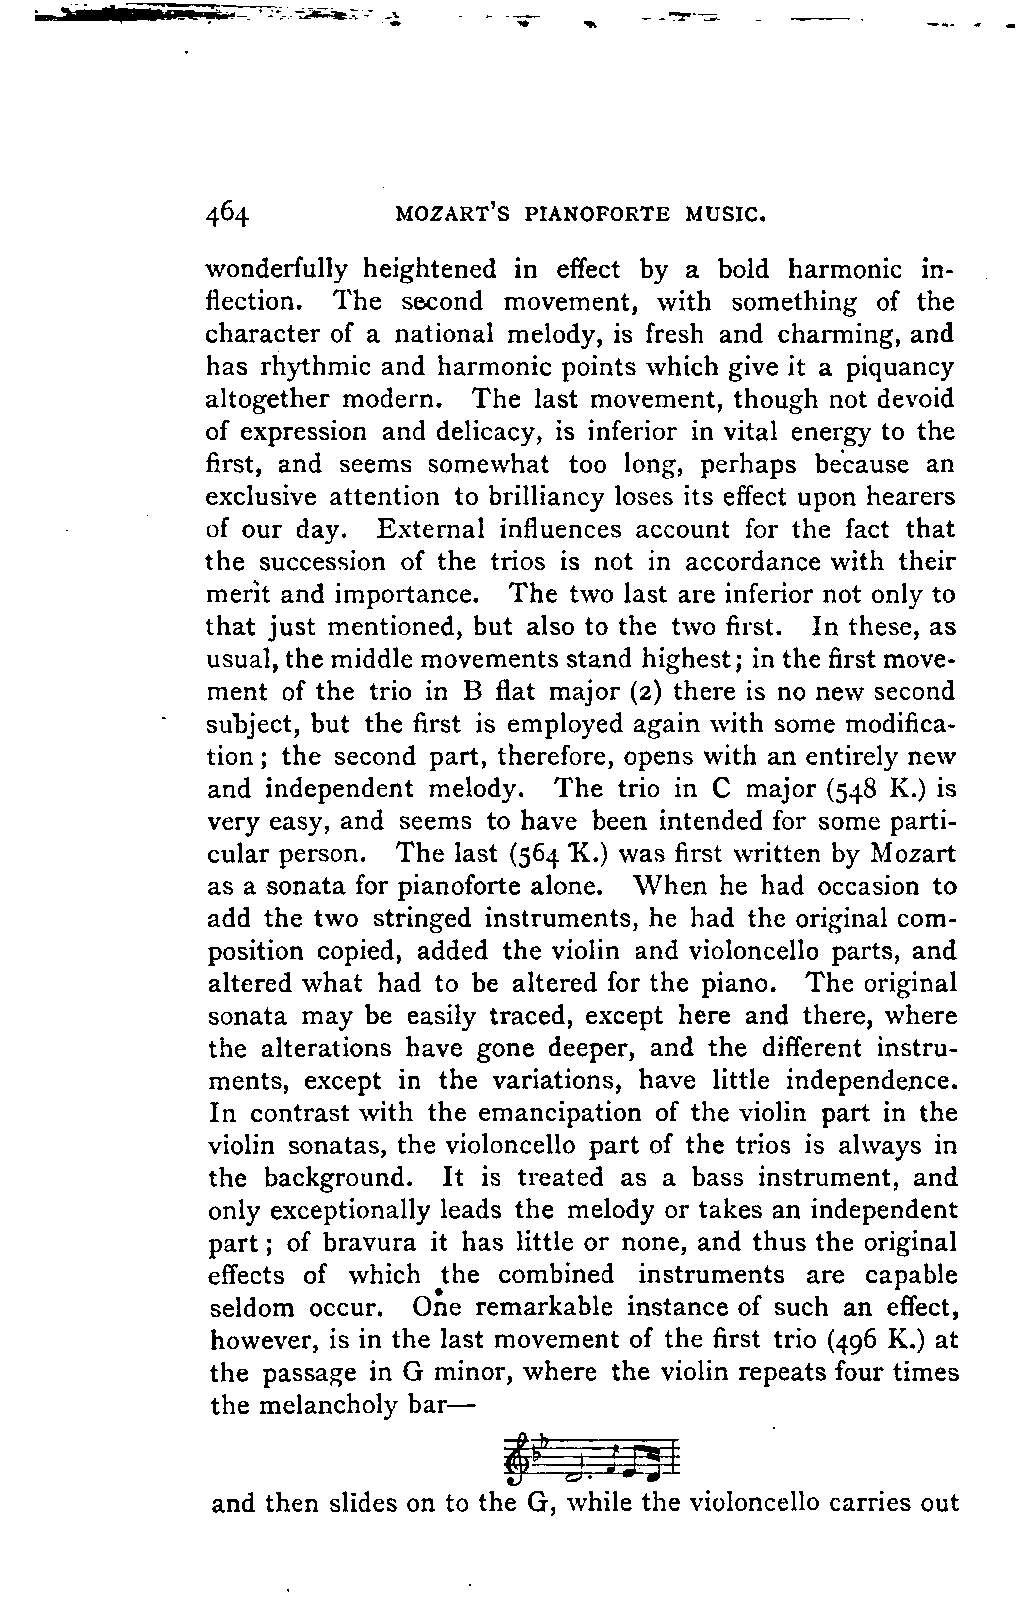 464 MOZART'S PIANOFORTE MUSIC.
wonderfully heightened in effect by a bold harmonic in-
flection. The second movement, with something of the
character of a national melody, is fresh and charming, and
has rhythmic and harmonic points which give it a piquancy
altogether modern. The last movement, though not devoid
of expression and delicacy, is inferior in vital energy to the
first, and seems somewhat too long, perhaps because an
exclusive attention to brilliancy loses its effect upon hearers
of our day. External influences account for the fact that
the succession of the trios is not in accordance with their
merit and importance. The two last are inferior not only to
that just mentioned, but also to the two first. In these, as
usual, the middle movements stand highest; in the first move-
ment of the trio in B flat major (2) there is no new second
subject, but the first is employed again with some modifica-
tion; the second part, therefore, opens with an entirely new
and independent melody. The trio in C major (548 K.) is
very easy, and seems to have been intended for some parti-
cular person. The last (564 K.) was first written by Mozart
as a sonata for pianoforte alone. When he had occasion to
add the two stringed instruments, he had the original com-
position copied, added the violin and violoncello parts, and
altered what had to be altered for the piano. The original
sonata may be easily traced, except here and there, where
the alterations have gone deeper, and the different instru-
ments, except in the variations, have little independence.
In contrast with the emancipation of the violin part in the
violin sonatas, the violoncello part of the trios is always in
the background. It is treated as a bass instrument, and
only exceptionally leads the melody or takes an independent
part; of bravura it has little or none, and thus the original
effects of which the combined instruments are capable
seldom occur. One remarkable instance of such an effect,
however, is in the last movement of the first trio (496 K.) at
the passage in G minor, where the violin repeats four times
the melancholy bar—
and then slides on to the G, while the violoncello carries out